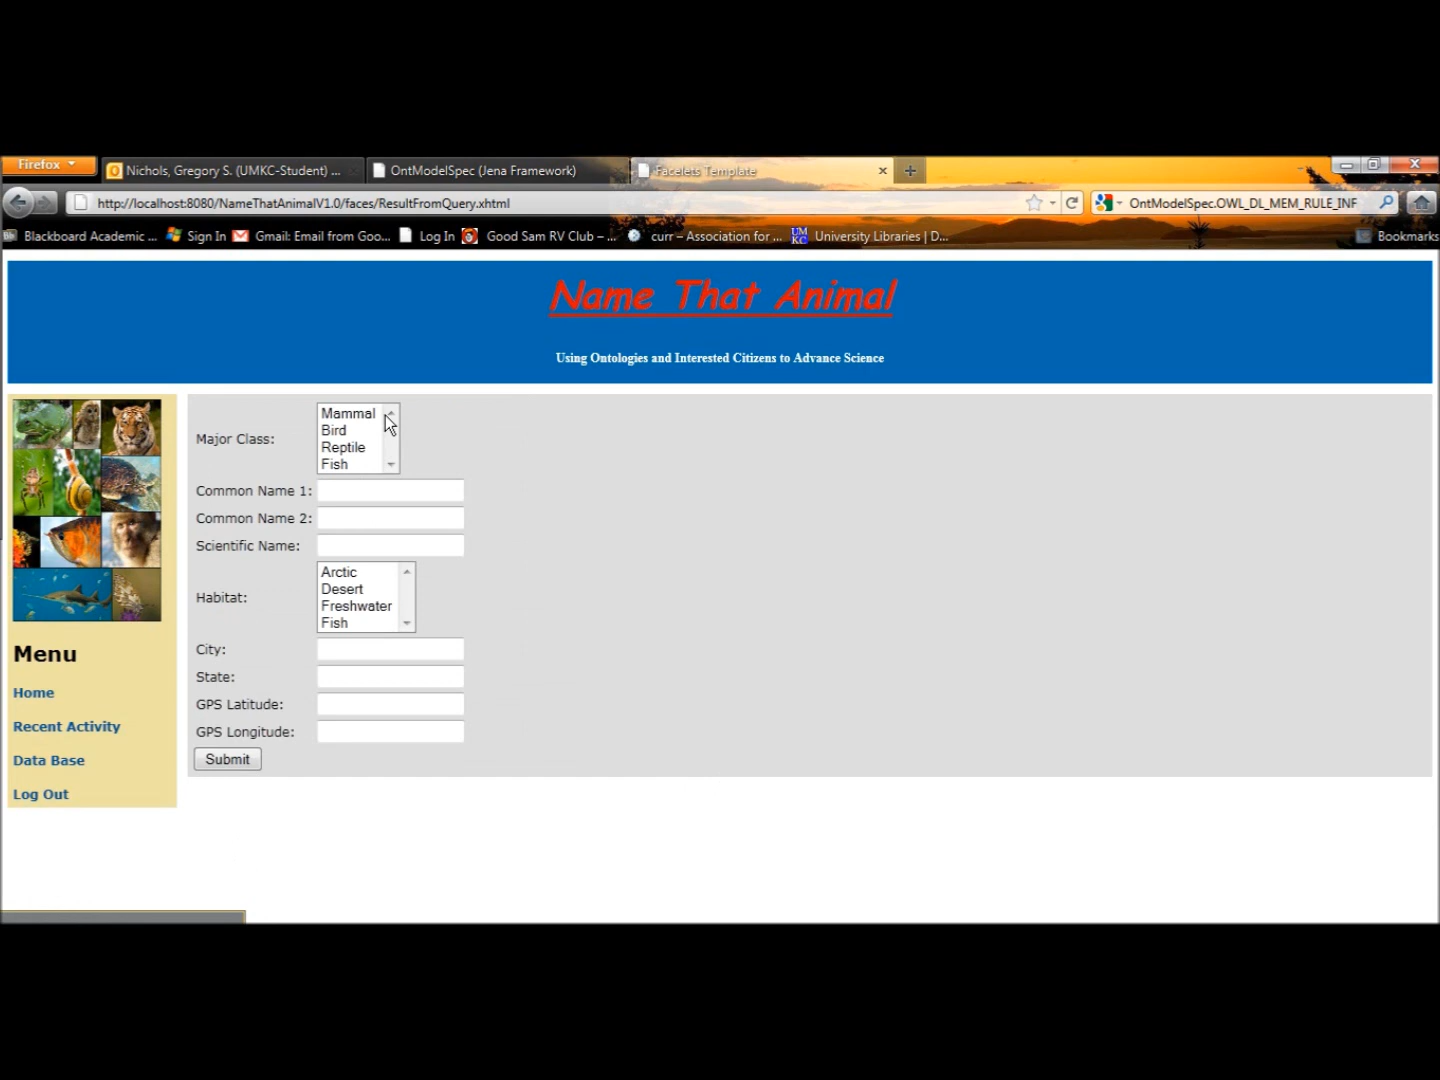 Firefox
Nichols, Gregory S. (UMKC-Student) ...
OntModelSpec (Jena Framework)
Facelets Template
http://localhost:8080/NameThatAnimalV1.0/faces/ResultFromQuery.xhtml
OntModelSpec.OWL_DL_MEM_RULE_INF
Blackboard Academic ...
Sign In
Gmail: Email from Goo...
Log In
Good Sam RV Club – ...
curr – Association for ...
UM KC
University Libraries | D...
Bookmarks
Name That Animal
Using Ontologies and Interested Citizens to Advance Science
Major Class:
Mammal
Bird
Reptile
Fish
Common Name 1:
Common Name 2:
Scientific Name:
Habitat:
Arctic
Desert
Freshwater
Fish
City:
State:
GPS Latitude:
GPS Longitude:
Submit
Menu
Home
Recent Activity
Data Base
Log Out